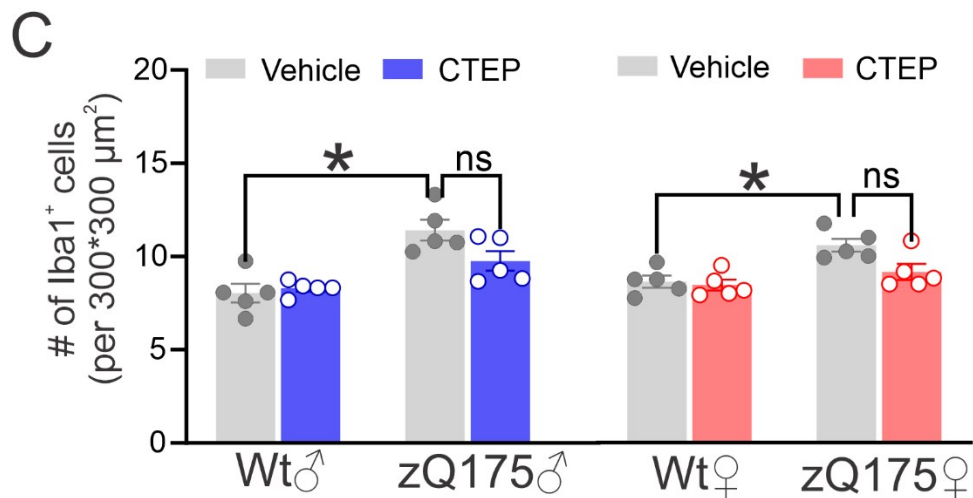 C
Vehicle CTEP Vehicle CTEP
# of Iba1⁺ cells
(per 300*300 µm²)
20
15
10
5
0
* ns * ns
Wt♂ zQ175♂ Wt♀ zQ175♀